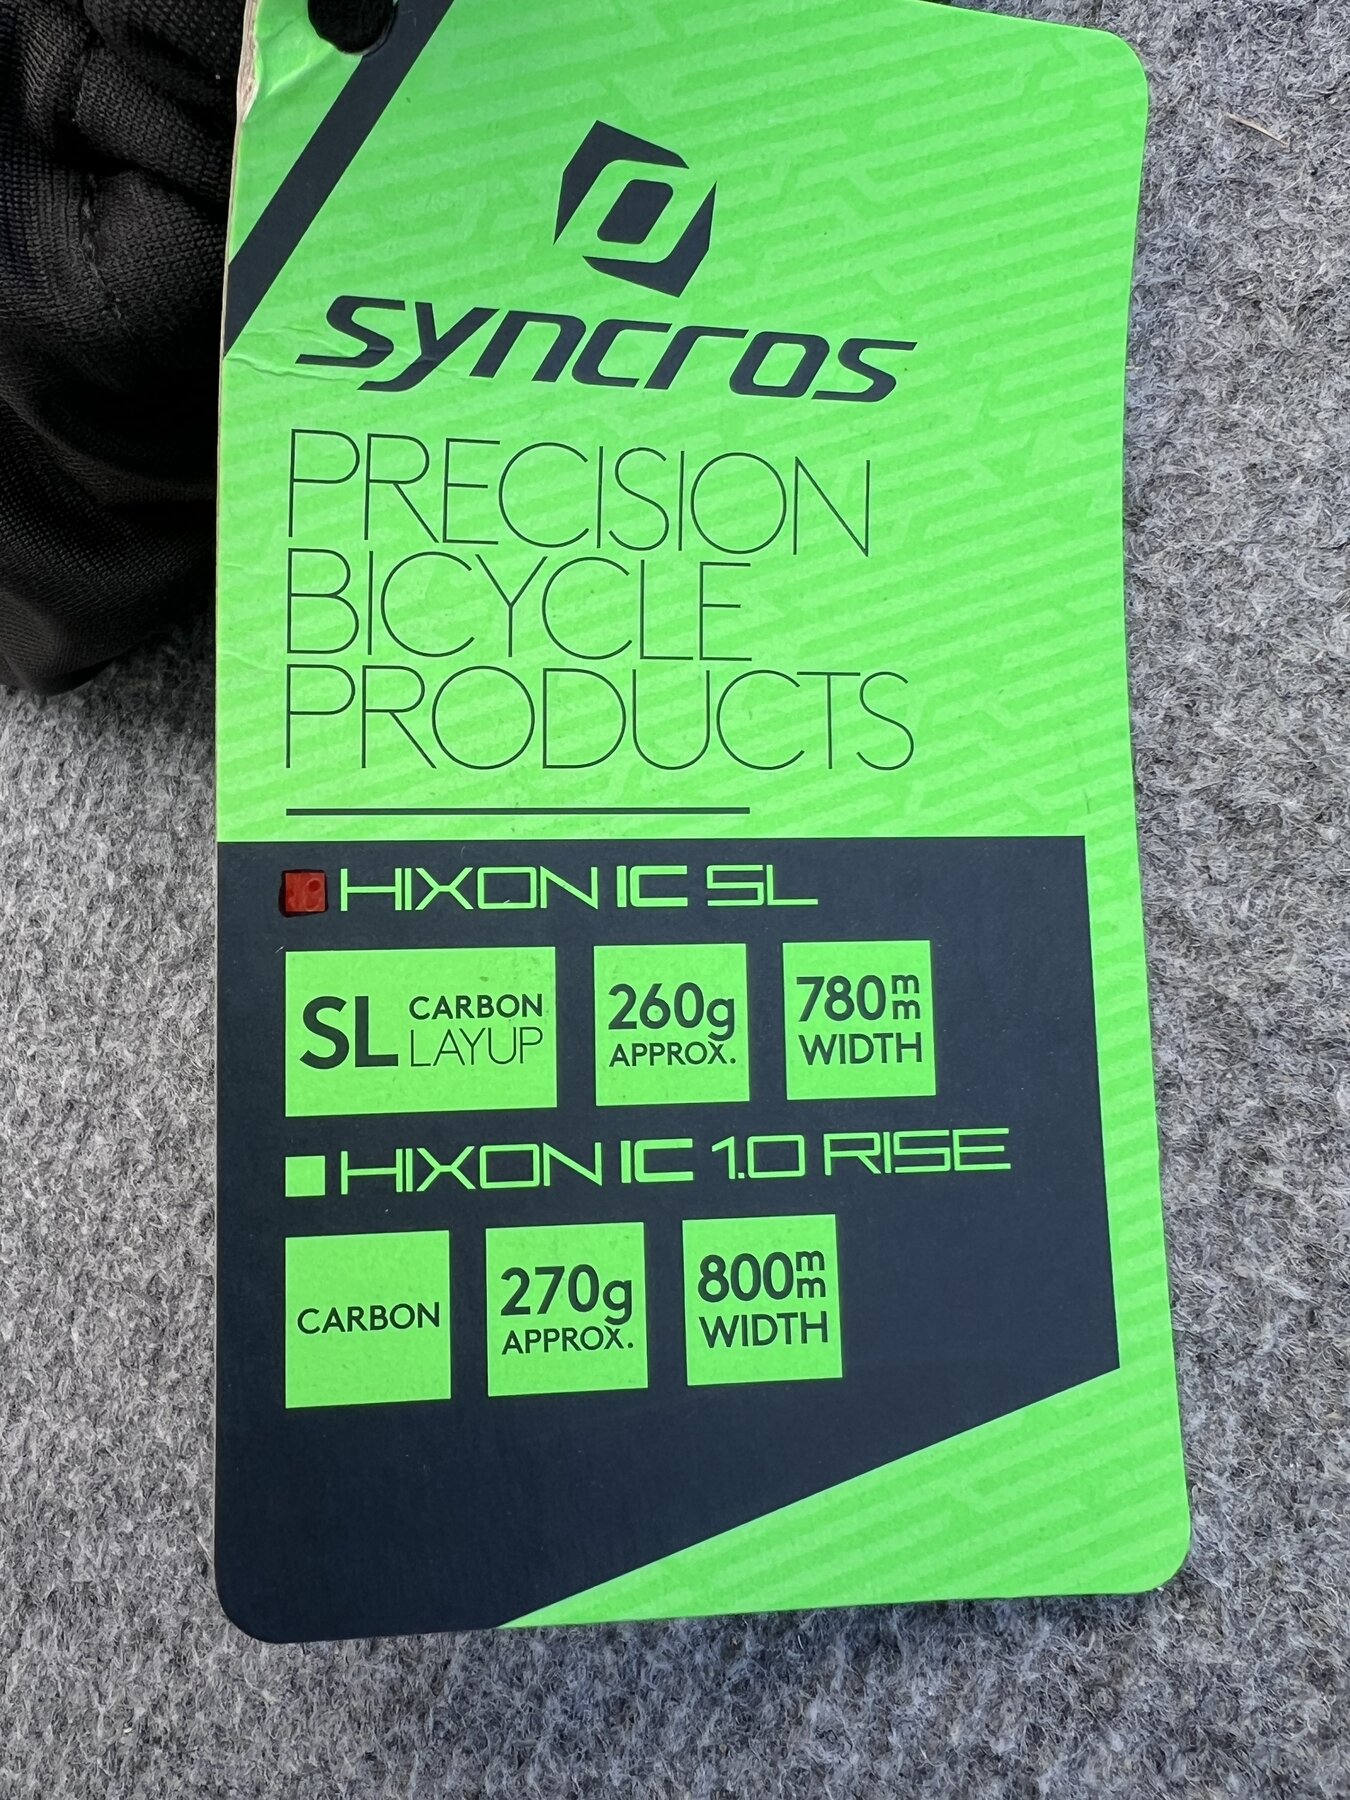 SYNCROS
PRECISION
BICYCLE
PRODUCTS
HIXON IC SL
SL CARBON LAYUP
260g APPROX.
780mm WIDTH
HIXON IC 1.0 RISE
CARBON
270g APPROX.
800mm WIDTH